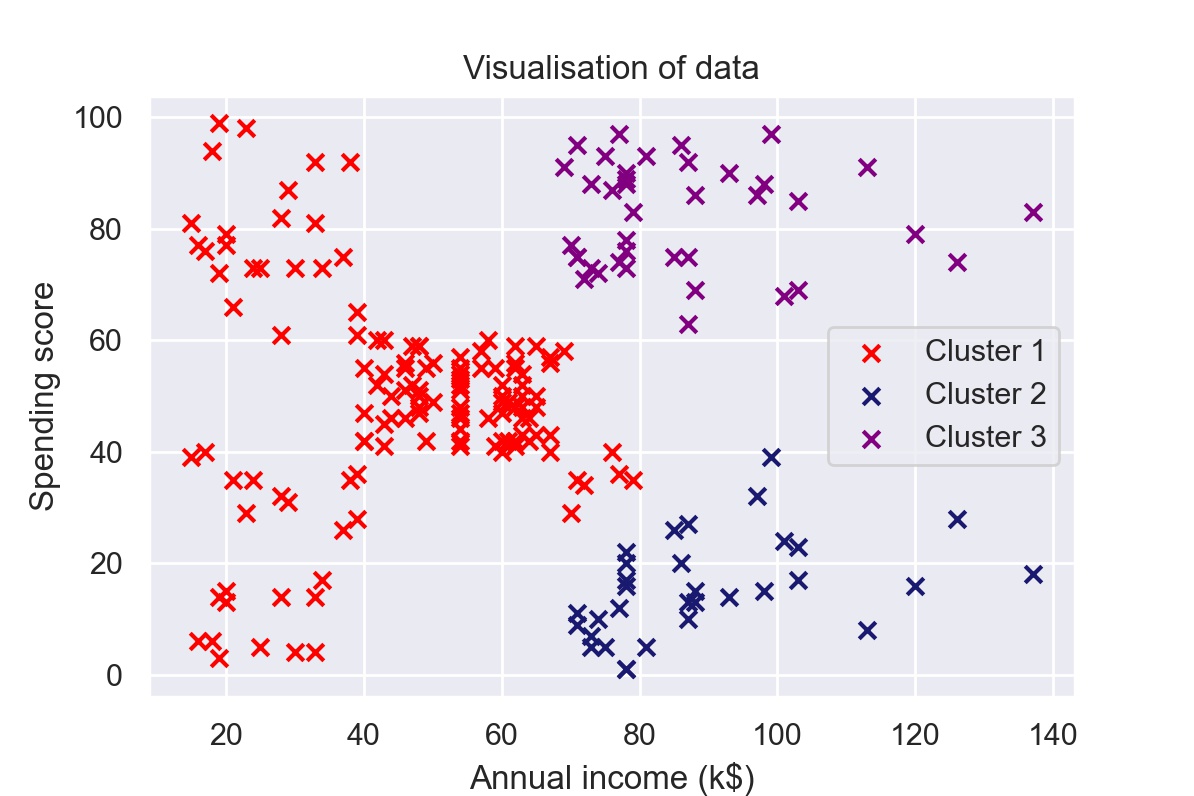 Visualisation of data
100
80
60
40
20
0
Spending score
Cluster 1
Cluster 2
Cluster 3
20 40 60 80 100 120 140
Annual income (k$)